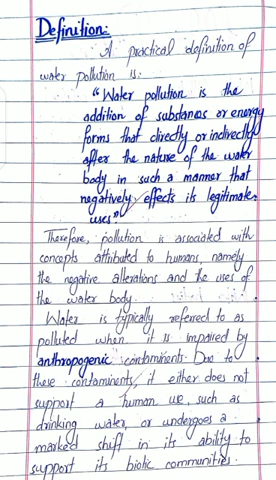 Definition:
A practical definition of
water pollution is:
"Water pollution is the
addition of substances or energy
forms that directly or indirectly
after the nature of the water
body in such a manner that
negatively effects its legitimate
uses"
Therefore, pollution is associated with
concepts attributed to humans, namely
the negative alterations and the uses of
the water body.
Water is typically referred to as
polluted when it is impaired by
anthropogenic contaminents. Due to
these contaminents, it either does not
support a human use, such as
drinking water, or undergoes a
marked shift in its ability to
support its biotic communities.